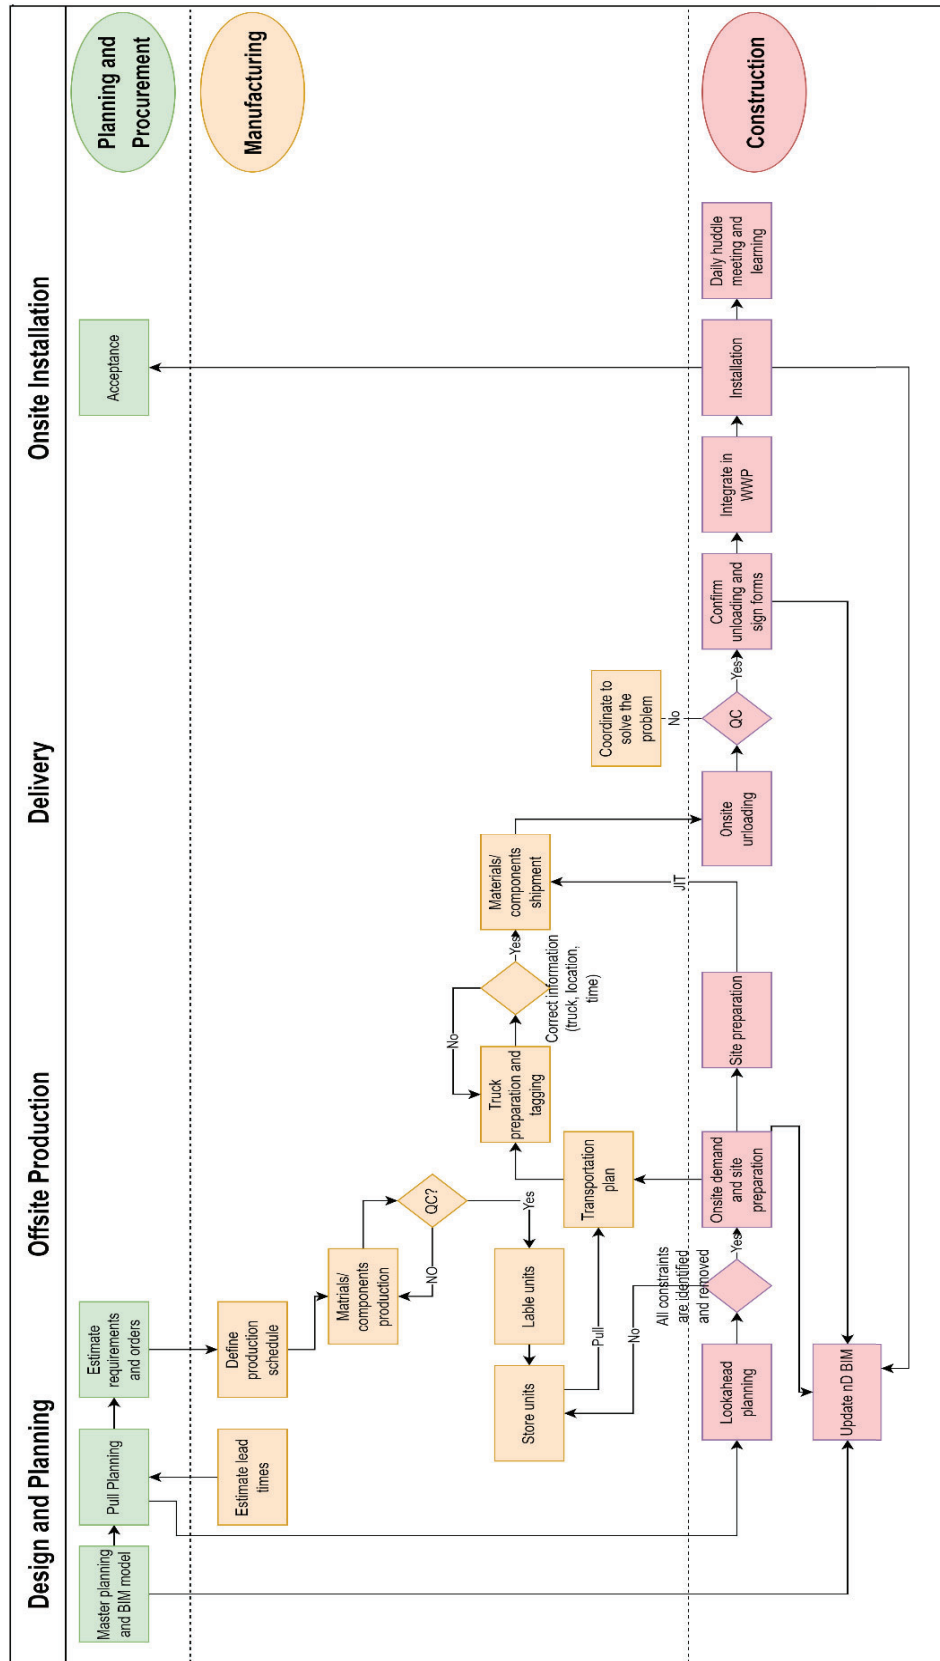 Design and Planning
Offsite Production
Delivery
Onsite Installation
Planning and
Procurement
Master planning
and BIM model
Pull Planning
Estimate
requirements
and orders
Acceptance
Manufacturing
Estimate lead
times
Define
production
schedule
Matrials/
components
production
QC?
NO
Yes
Lable units
Store units
Pull
No
Transportation
plan
Truck
preparation and
tagging
No
Yes
Correct information
(truck, location,
time)
Materials/
components
shipment
JIT
Coordinate to
solve the
problem
No
Construction
Lookahead
planning
All constraints
are identified
and removed
Yes
Onsite demand
and site
preparation
Site preparation
Onsite
unloading
QC
Yes
Confirm
unloading and
sign forms
Integrate in
WWP
Installation
Daily huddle
meeting and
learning
Update nD BIM